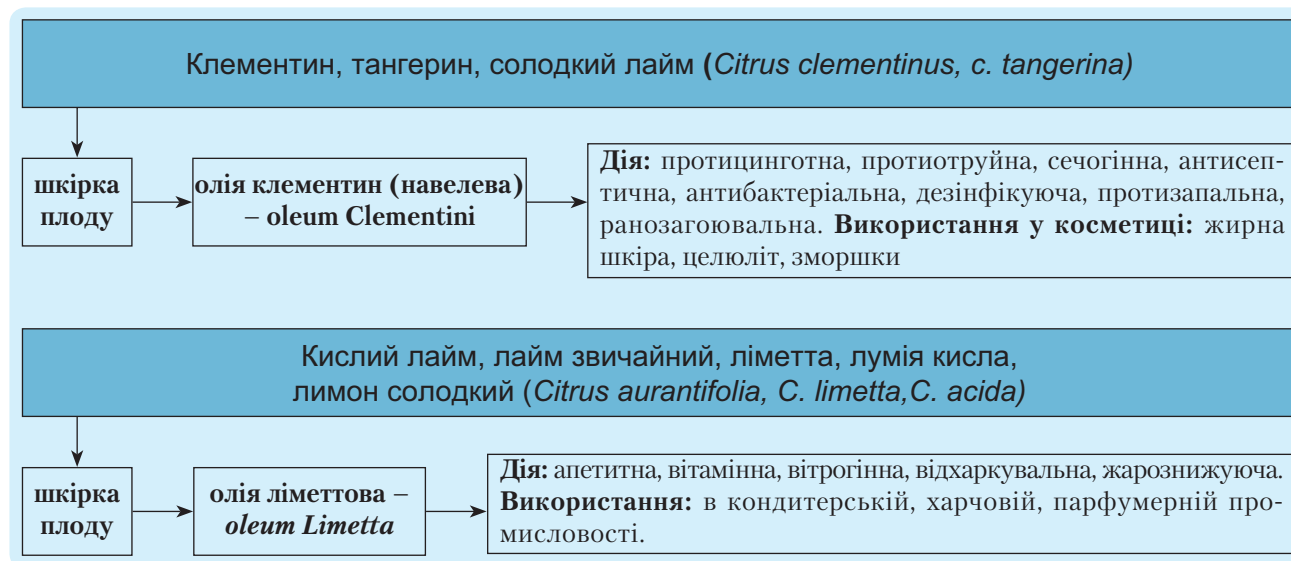 Клементин, тангерин, солодкий лайм (Citrus clementinus, c. tangerina)
шкірка
плоду
олія клементин (навелева)
– oleum Clementini
Дія: протицинготна, протиотруйна, сечогінна, антисеп-
тична, антибактеріальна, дезінфікуюча, протизапальна,
ранозагоювальна. Використання у косметиці: жирна
шкіра, целюліт, зморшки
Кислий лайм, лайм звичайний, ліметта, лумія кисла,
лимон солодкий (Citrus aurantifolia, C. limetta,C. acida)
шкірка
плоду
олія ліметтова –
oleum Limetta
Дія: апетитна, вітамінна, вітрогінна, відхаркувальна, жарознижуюча.
Використання: в кондитерській, харчовій, парфумерній про-
мисловості.